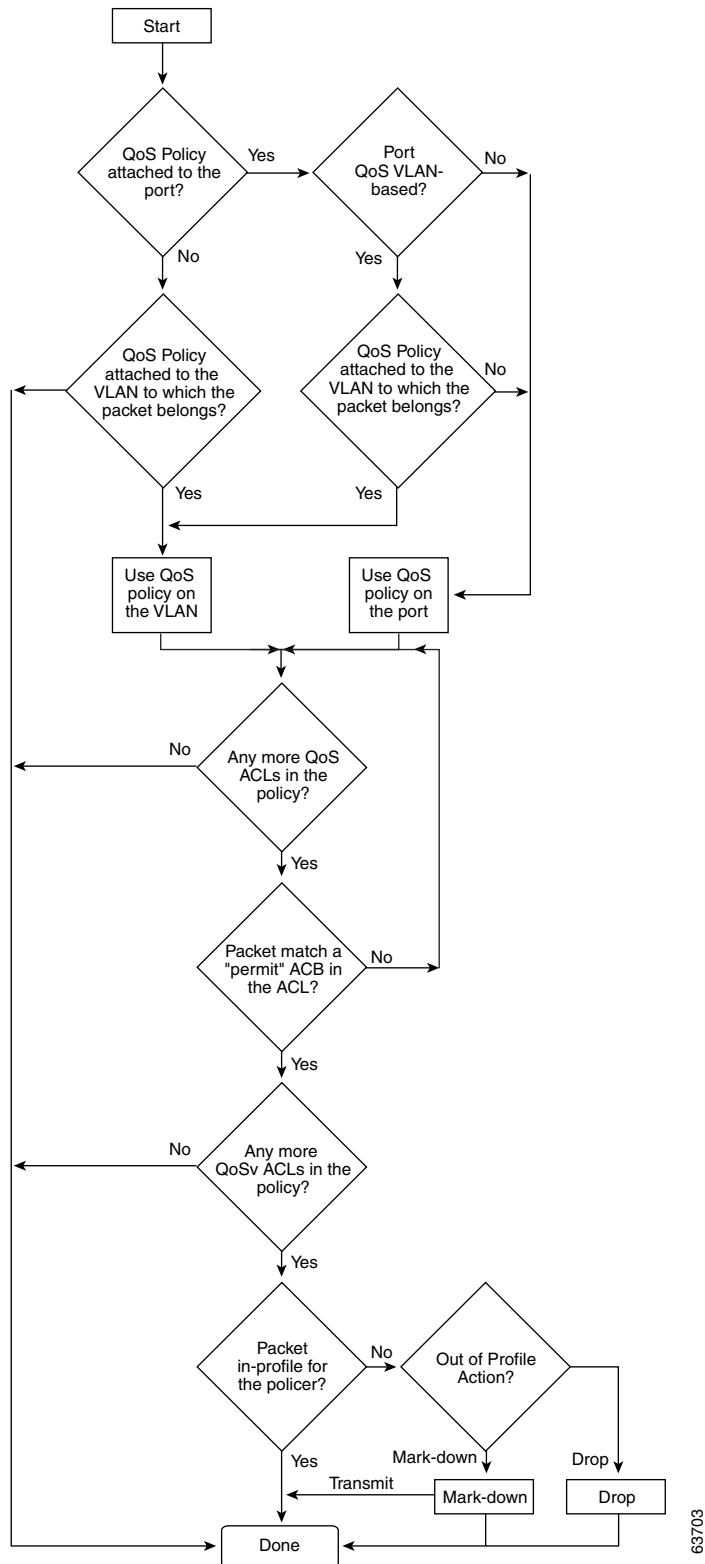 Start
QoS Policy
attached to the
port?
Yes
Port
QoS VLAN-
based?
No
No
Yes
QoS Policy
attached to the
VLAN to which the
packet belongs?
QoS Policy
attached to the
VLAN to which the
packet belongs?
No
Yes
Yes
Use QoS
policy on
the VLAN
Use QoS
policy on
the port
No
Any more QoS
ACLs in the
policy?
Yes
Packet match a
"permit" ACB in
the ACL?
No
Yes
No
Any more
QoSv ACLs in the
policy?
Yes
Packet
in-profile for
the policer?
No
Out of Profile
Action?
Yes
Mark-down
Drop
Transmit
Mark-down
Drop
Done
63703